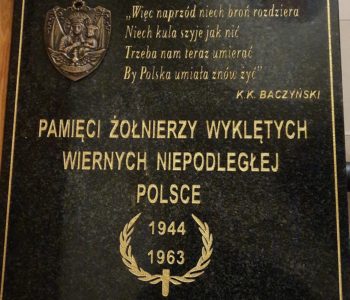 „Więc naprzód niech broń rozdziera
Niech kula szyje jak nić
Trzeba nam teraz umierać
By Polska umiała znów żyć”
K.K. BACZYŃSKI
PAMIĘCI ŻOŁNIERZY WYKLĘTYCH
WIERNYCH NIEPODLEGŁEJ
POLSCE
1944
1963